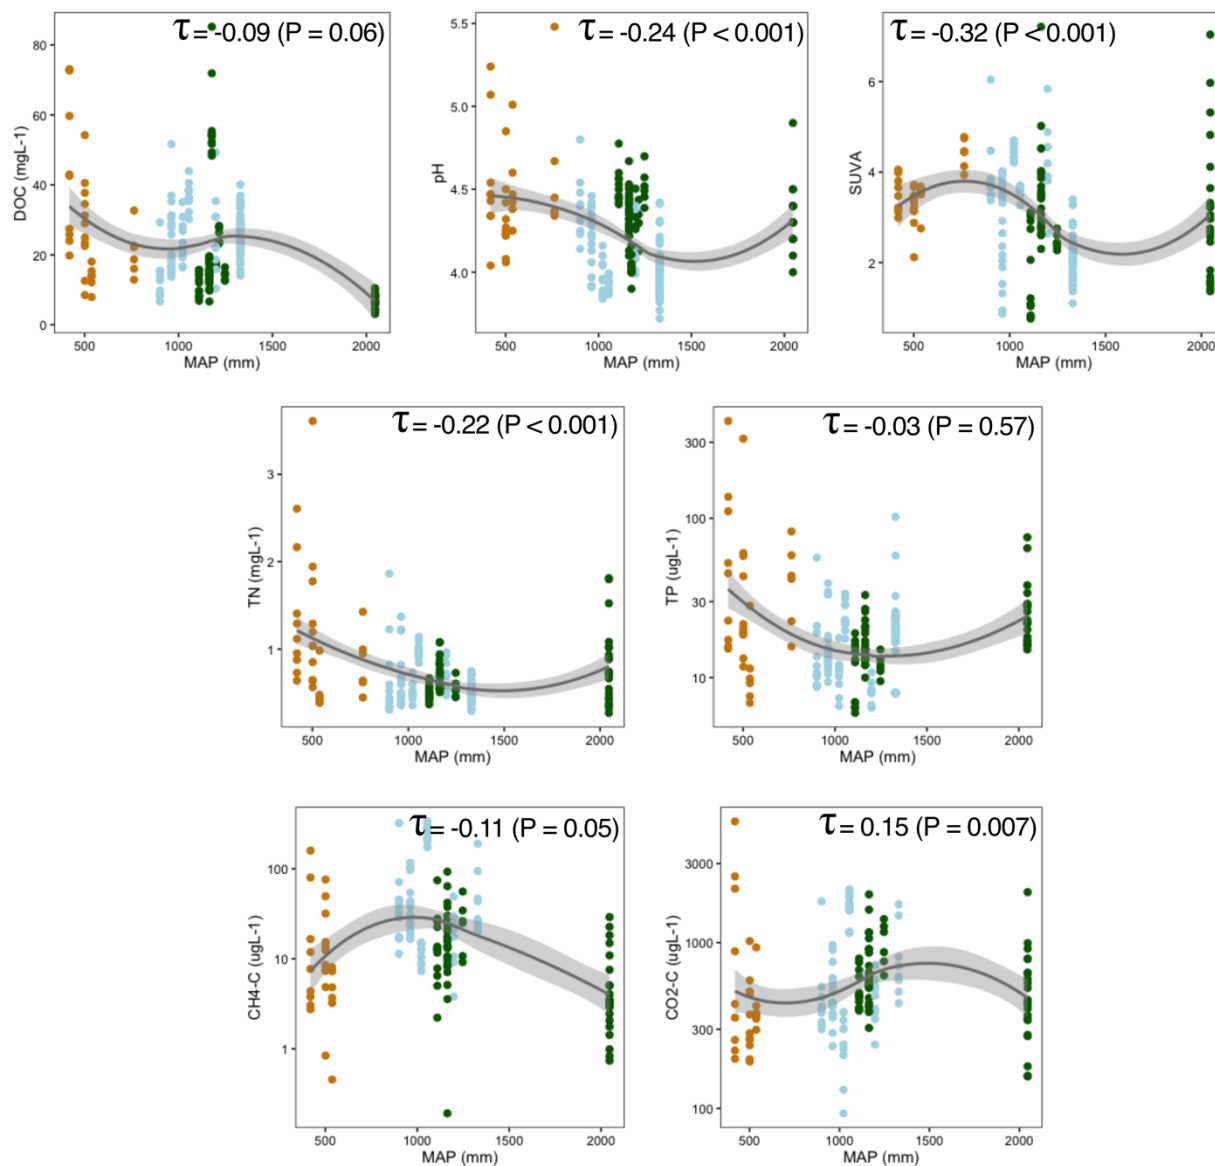 τ= -0.09 (P = 0.06)
80
60
40
20
0
DOC (mgL-1)
500
1000
1500
2000
MAP (mm)
τ= -0.24 (P < 0.001)
5.5
5.0
4.5
4.0
pH
500
1000
1500
2000
MAP (mm)
τ= -0.32 (P < 0.001)
6
4
2
SUVA
500
1000
1500
2000
MAP (mm)
τ= -0.22 (P < 0.001)
3
2
1
TN (mgL-1)
500
1000
1500
2000
MAP (mm)
τ= -0.03 (P = 0.57)
300
100
30
10
TP (ugL-1)
500
1000
1500
2000
MAP (mm)
τ= -0.11 (P = 0.05)
100
10
1
CH4-C (ugL-1)
500
1000
1500
2000
MAP (mm)
τ= 0.15 (P = 0.007)
3000
1000
300
100
CO2-C (ugL-1)
500
1000
1500
2000
MAP (mm)